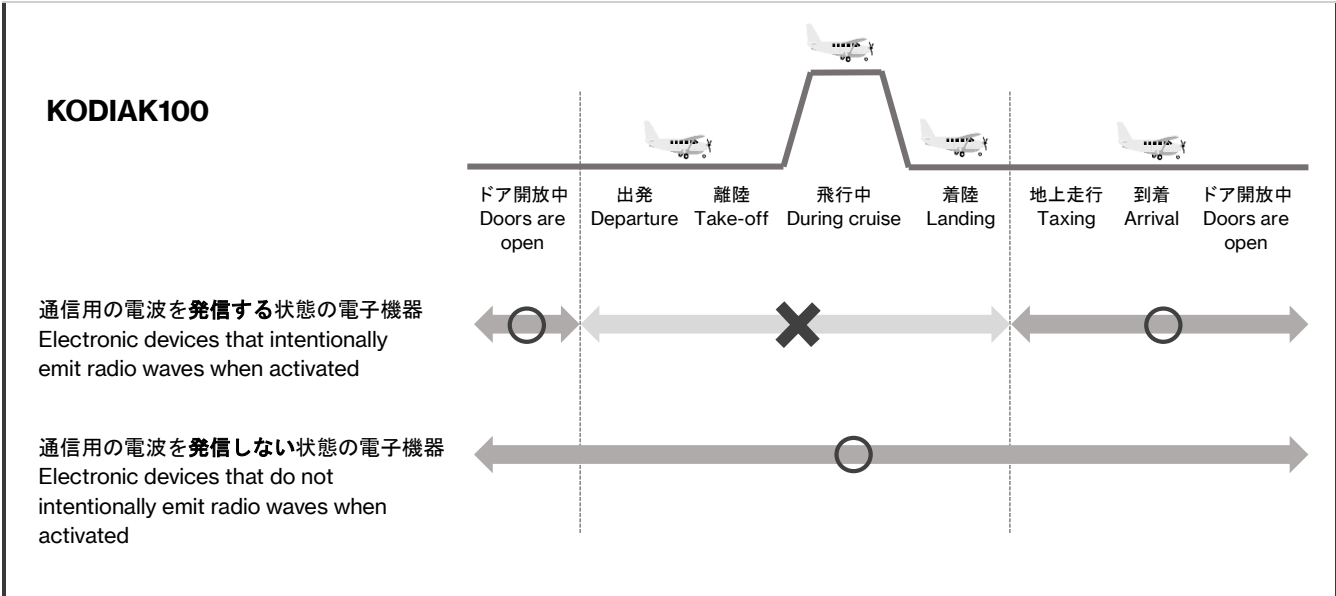 KODIAK100
ドア開放中
Doors are
open
出発
Departure
離陸
Take-off
飛行中
During cruise
着陸
Landing
地上走行
Taxing
到着
Arrival
ドア開放中
Doors are
open
通信用の電波を発信する状態の電子機器
Electronic devices that intentionally
emit radio waves when activated
通信用の電波を発信しない状態の電子機器
Electronic devices that do not
intentionally emit radio waves when
activated